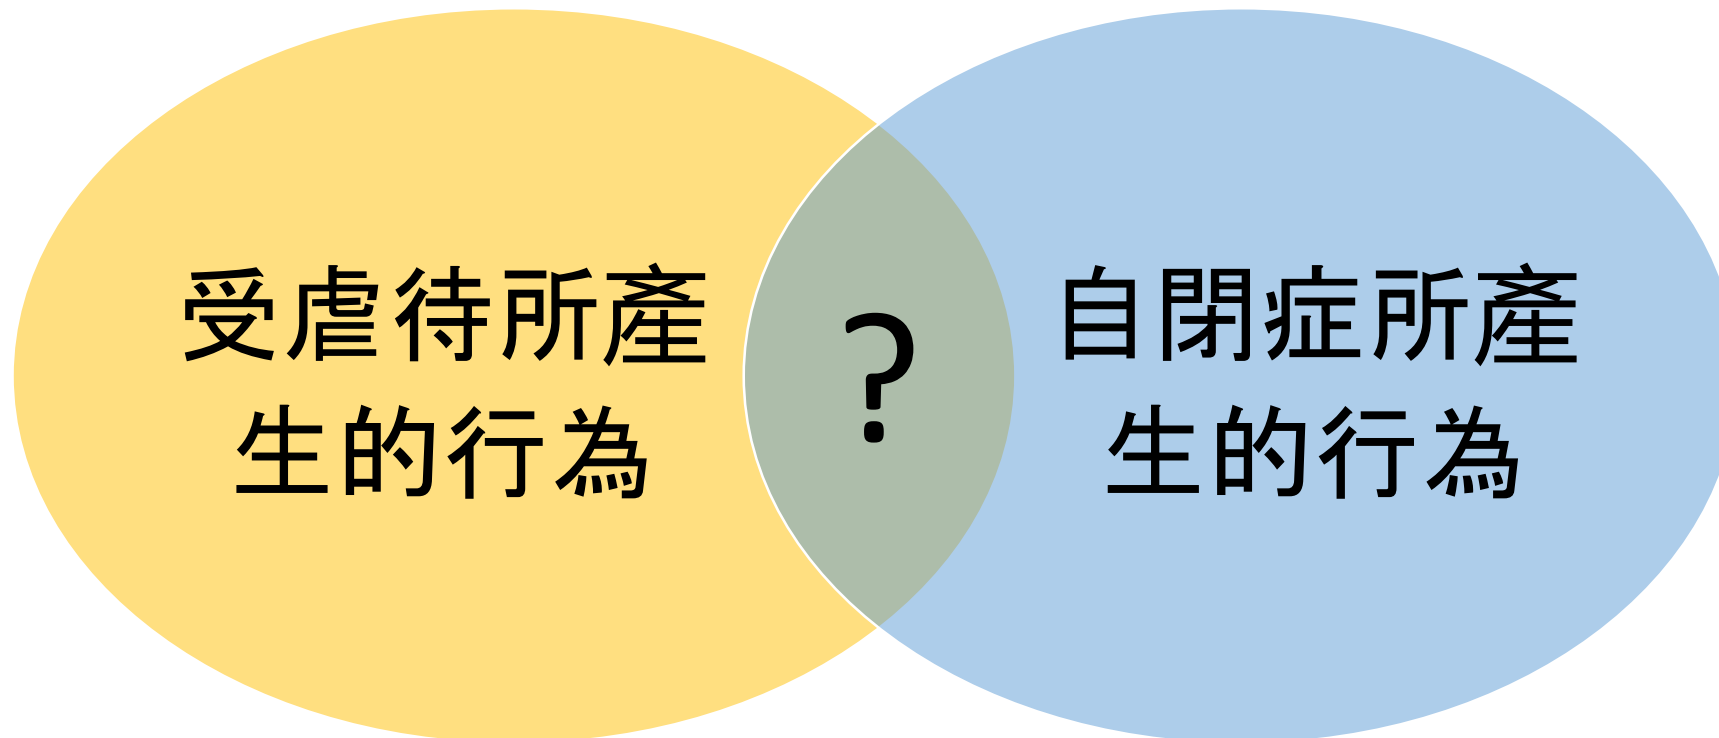 受虐待所產
生的行為
?
自閉症所產
生的行為